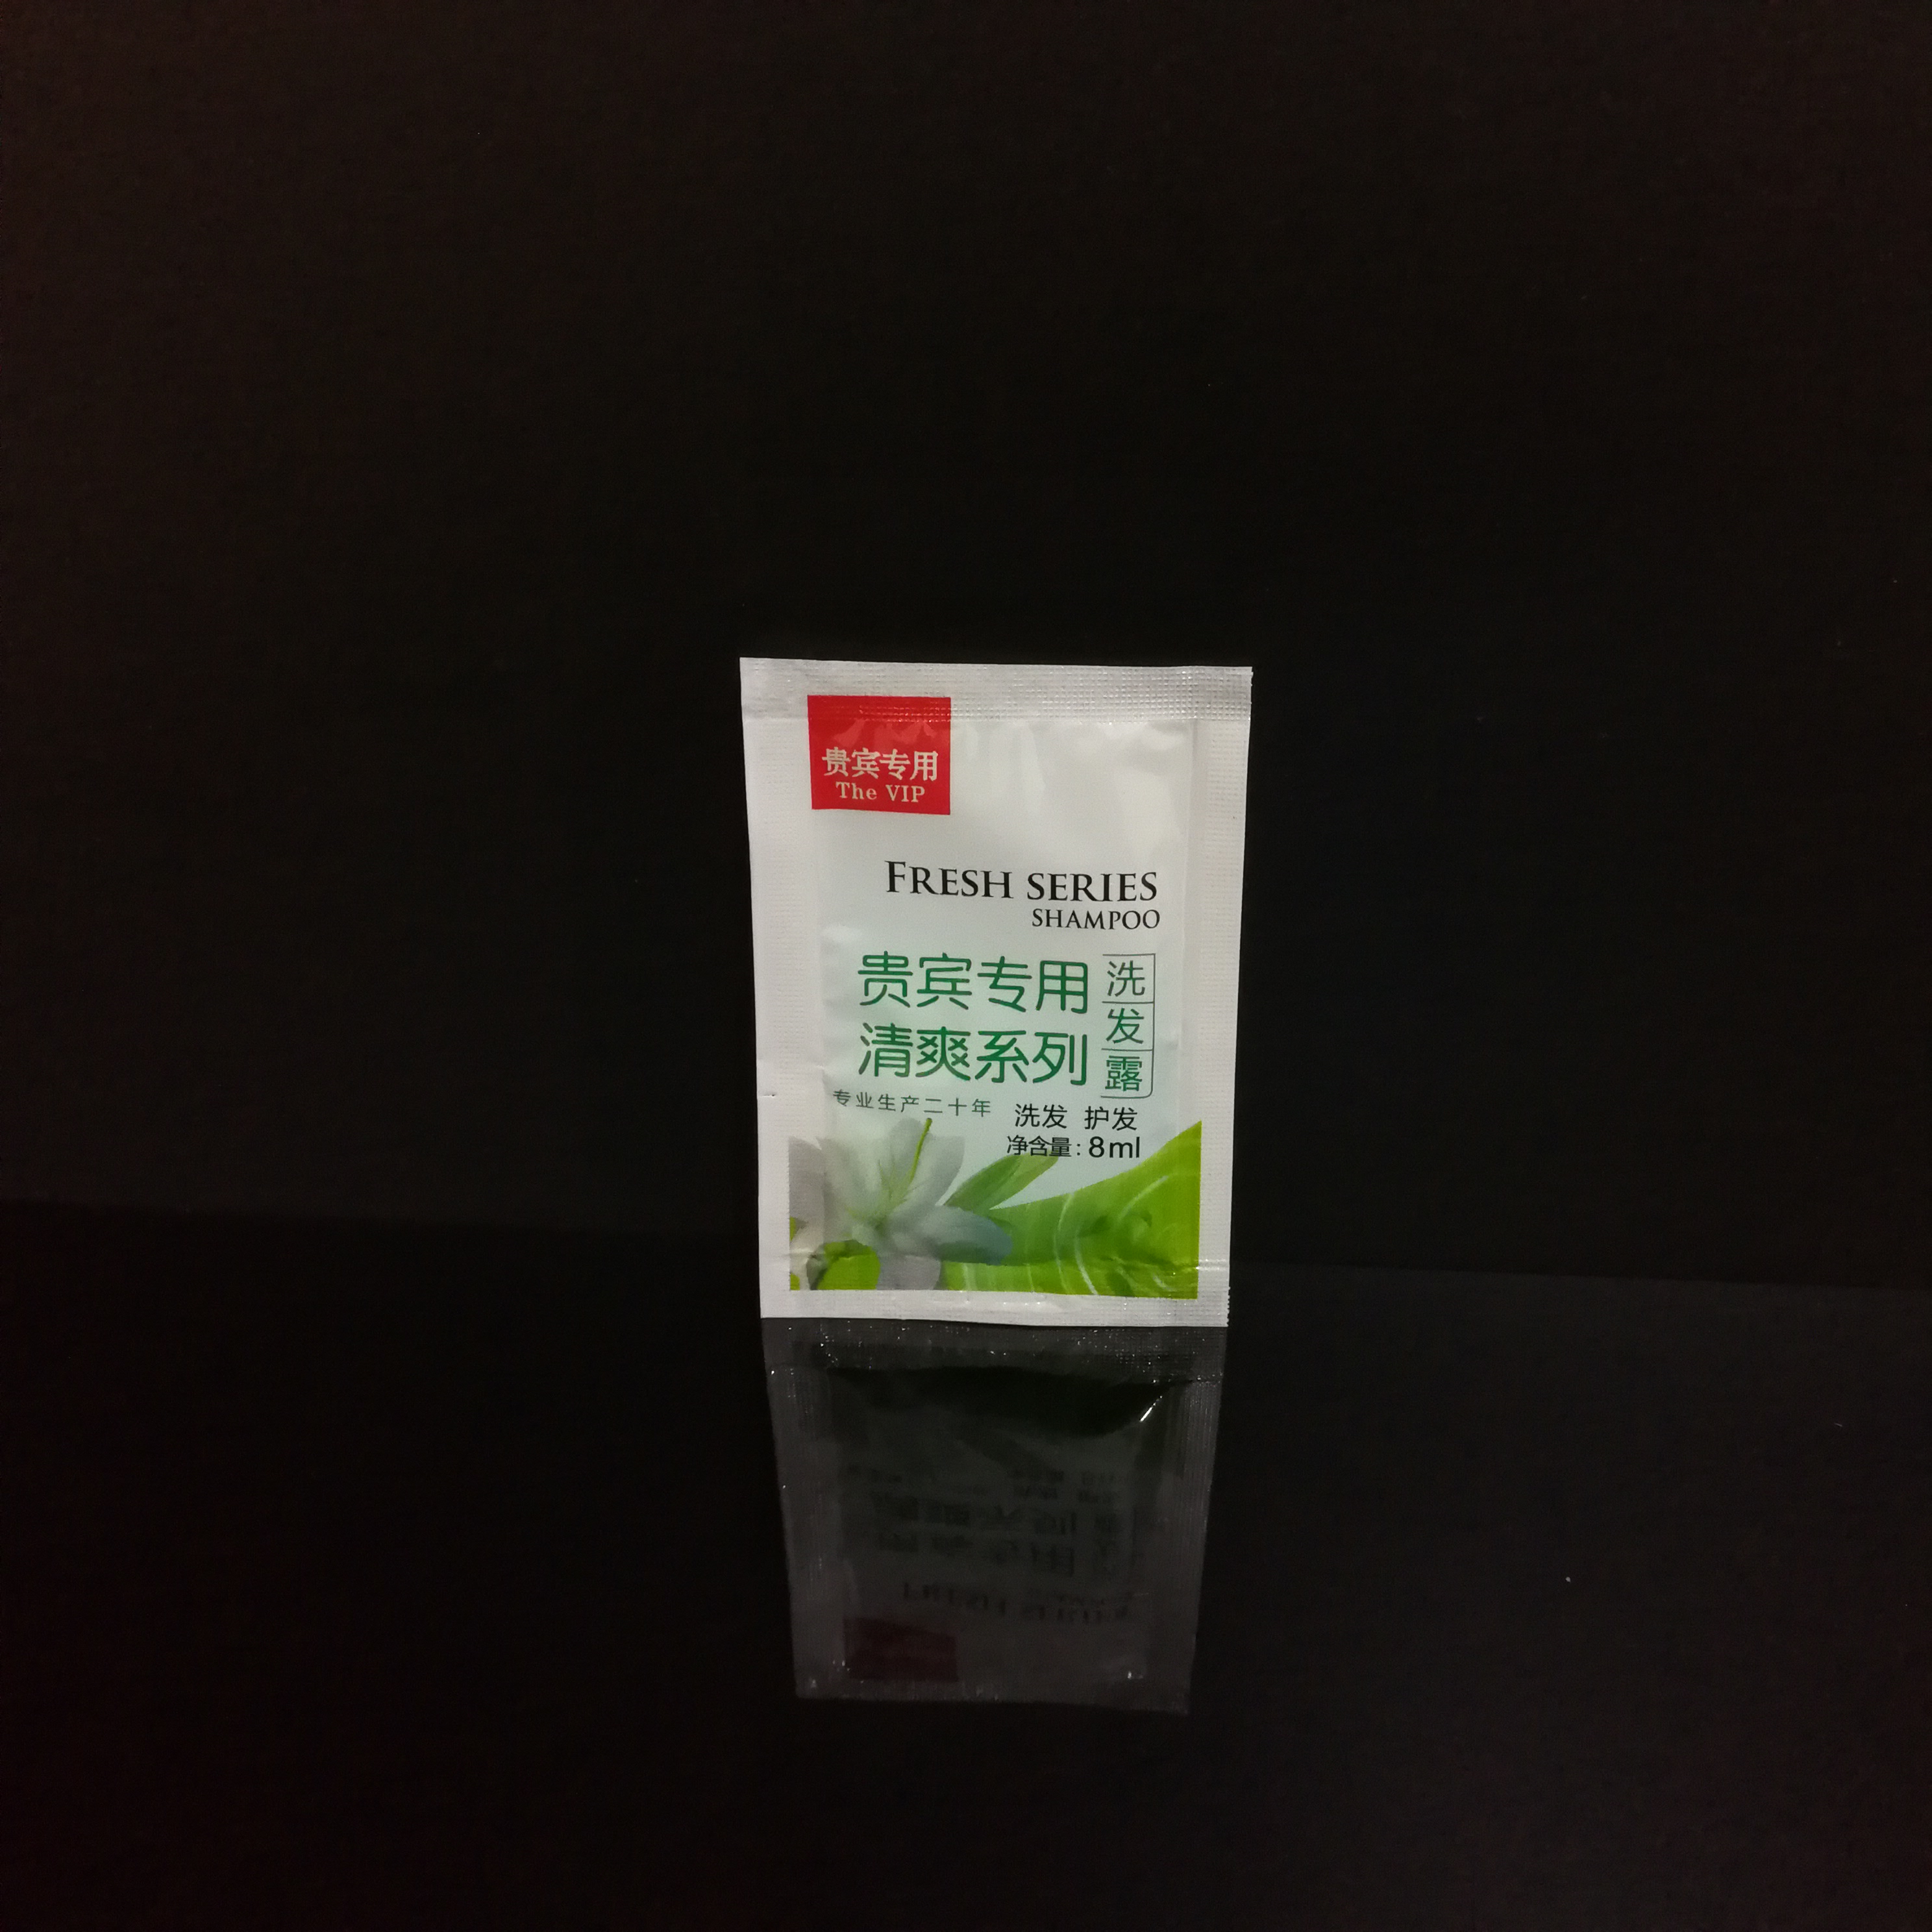 贵宾专用
The VIP
FRESH SERIES
SHAMPOO
贵宾专用
清爽系列
洗
发
露
专业生产二十年
洗发 护发
净含量:8ml